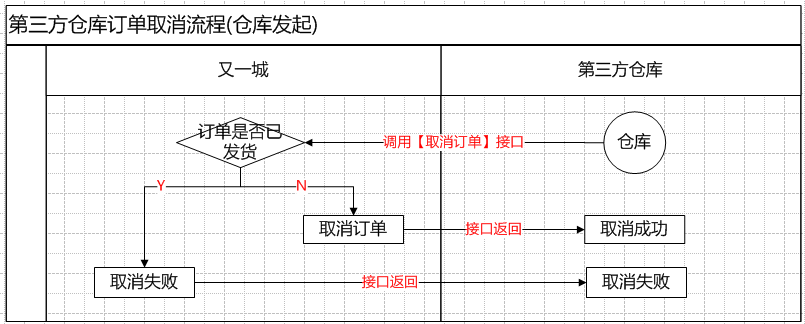 第三方仓库订单取消流程(仓库发起)
又一城
第三方仓库
订单是否已
发货
调用【取消订单】接口
仓库
Y
N
取消订单
接口返回
取消成功
取消失败
接口返回
取消失败